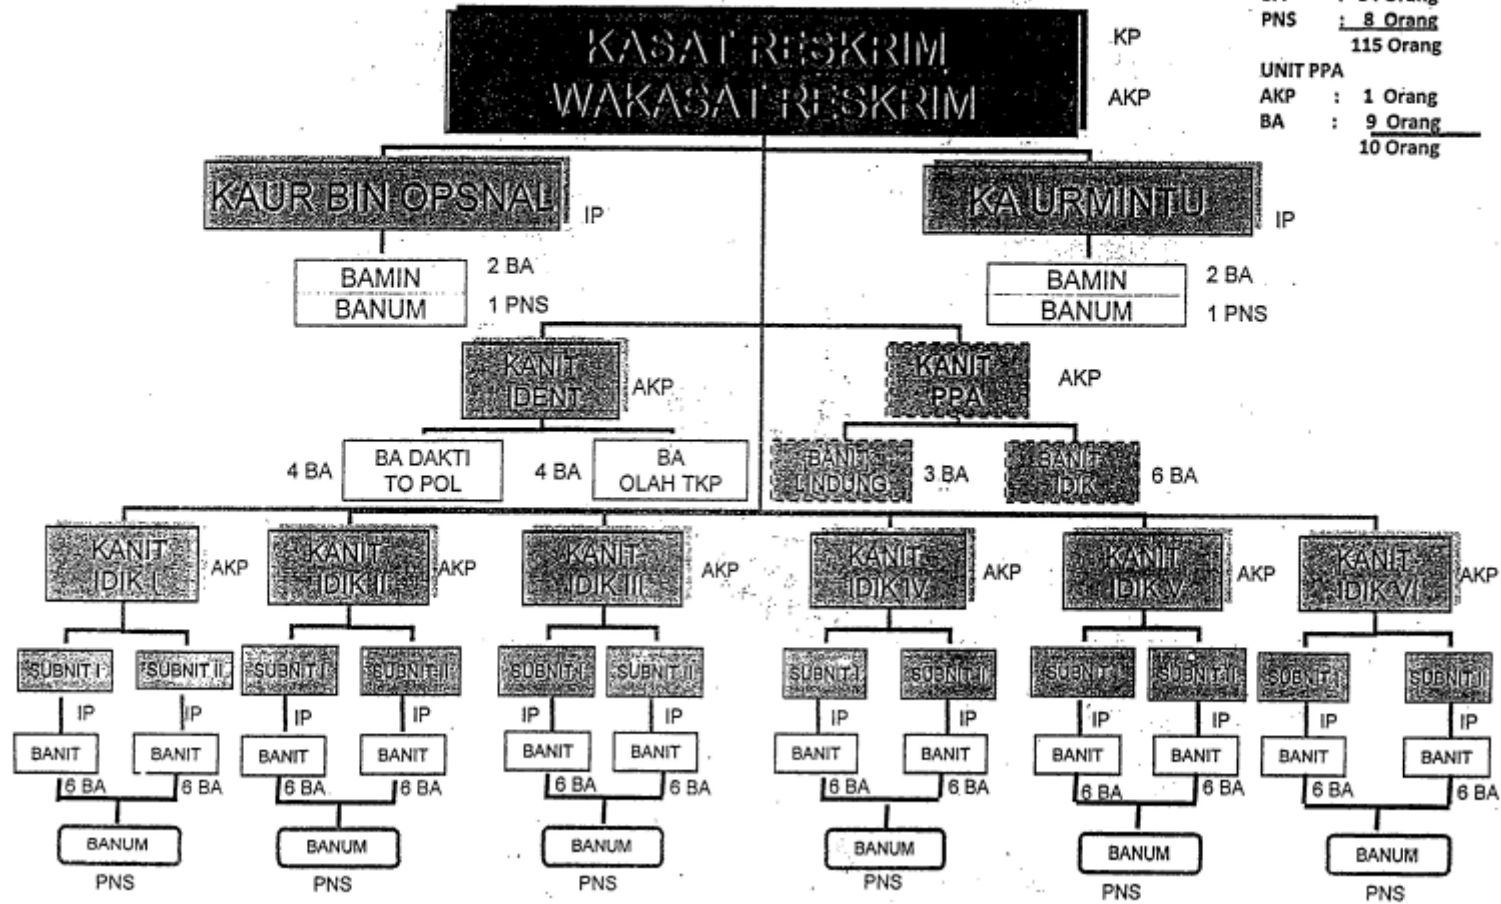 KASAT RESKRIM
WAKASAT RESKRIM
KP
AKP
PNS : 8 Orang
115 Orang
UNIT PPA
AKP : 1 Orang
BA : 9 Orang
10 Orang
KAUR BIN OPSNAL
IP
KA URMINTU
IP
BAMIN
BANUM
2 BA
1 PNS
BAMIN
BANUM
2 BA
1 PNS
KANIT
IDENT
AKP
KANIT
PPA
AKP
4 BA
BA DAKTI
TO POL
4 BA
BA
OLAH TKP
BANIT
LINDUNG
3 BA
BANIT
IDIK
6 BA
KANIT
IDIK I
AKP
KANIT
IDIK II
AKP
KANIT
IDIK III
AKP
KANIT
IDIK IV
AKP
KANIT
IDIK V
AKP
KANIT
IDIK VI
AKP
SUBNIT I
SUBNIT II
SUBNIT I
SUBNIT II
SUBNIT I
SUBNIT II
SUBNIT I
SUBNIT II
SUBNIT I
SUBNIT II
SUBNIT I
SUBNIT II
IP
IP
IP
IP
IP
IP
IP
IP
IP
IP
IP
IP
BANIT
BANIT
BANIT
BANIT
BANIT
BANIT
BANIT
BANIT
BANIT
BANIT
BANIT
BANIT
6 BA
6 BA
6 BA
6 BA
6 BA
6 BA
6 BA
6 BA
6 BA
6 BA
6 BA
6 BA
BANUM
BANUM
BANUM
BANUM
BANUM
BANUM
PNS
PNS
PNS
PNS
PNS
PNS